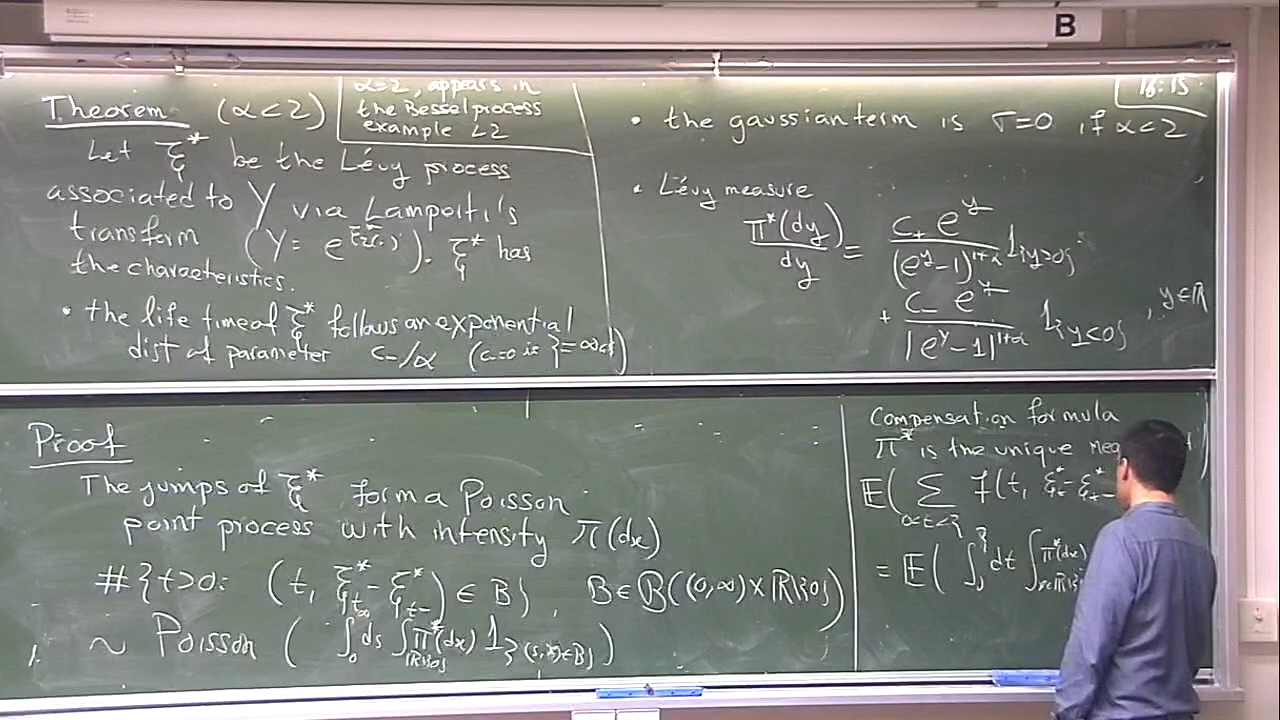 B
Theorem (α<2)
α=2, appears in
the Bessel process
example L2
Let ξ* be the Lévy process
associated to Y via Lamperti's
transform (Y = e^{ξ*_{τ(·)}}). ξ* has
the characteristics.
• the life time of ξ* follows an exponential
dist of parameter c₋/α (c₋=0 is ζ=∞ a.s)
16:15
• the gaussian term is σ=0 if α<2
• Lévy measure
π*(dy)/dy = c₊ e^y/(e^y-1)^{1+α} 1_{y>0}
+ c₋ e^y/|e^y-1|^{1+α} 1_{y<0}, y∈ℝ
Proof
The jumps of ξ* form a Poisson
point process with intensity π(dx)
#{t>0: (t, ξ*_t - ξ*_{t-}) ∈ B}, B∈𝓑((0,∞)×ℝ\{0})
~ Poisson ( ∫_0^∞ ds ∫_{ℝ\{0}} π*(dx) 1_{(s,x)∈B} )
Compensation formula
π* is the unique
𝔼( Σ_{0<t<ζ} f(t, ξ*_t - ξ*_{t-}
= 𝔼( ∫_0^ζ dt ∫_{x∈ℝ\{0}} π*(dx)